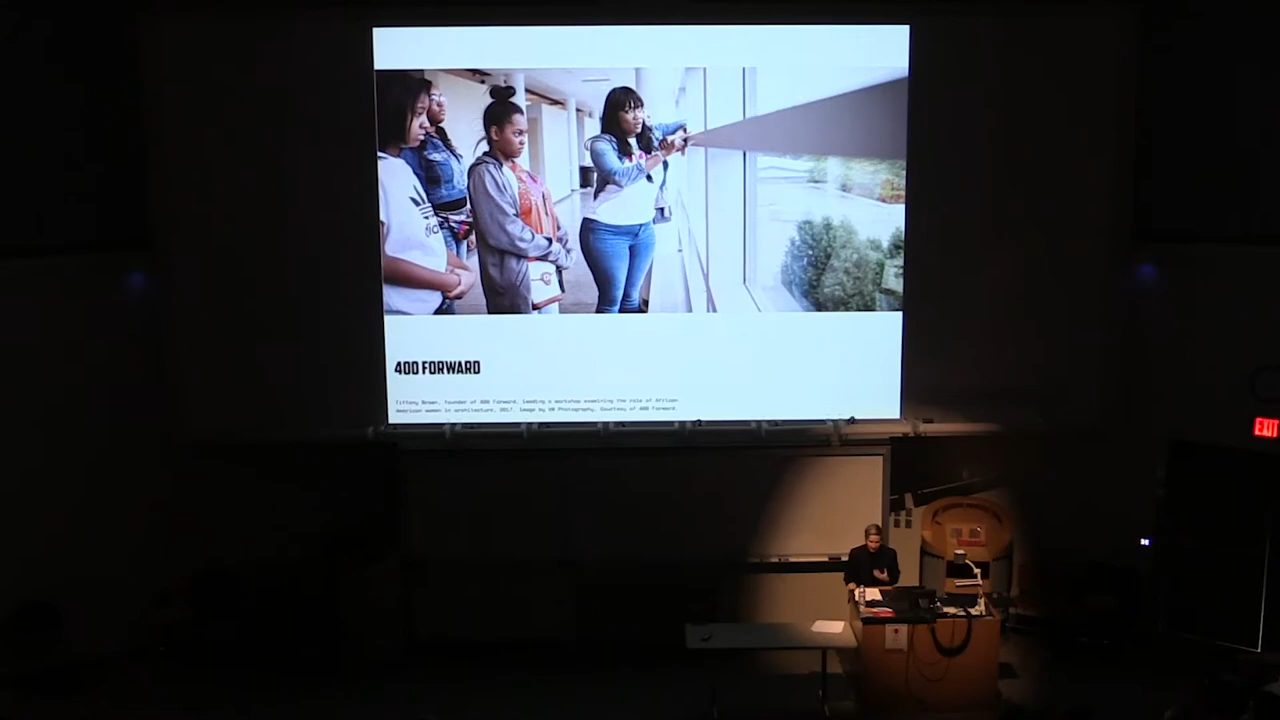 400 FORWARD
Tiffany Brown, founder of 400 Forward, leading a workshop examining the role of African
American women in architecture, 2017. Image by VW Photography. Courtesy of 400 Forward.
EXIT